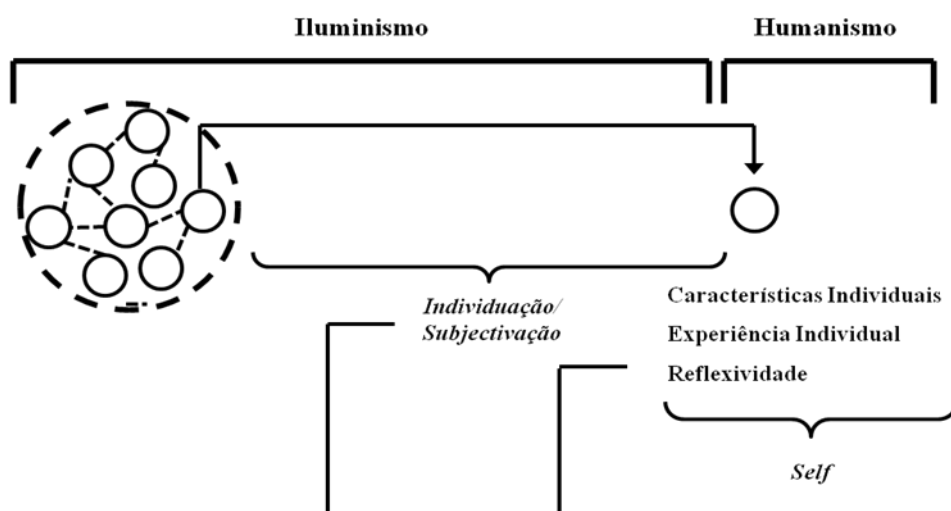 Iluminismo
Humanismo
Individuação/
Subjectivação
Características Individuais
Experiência Individual
Reflexividade
Self